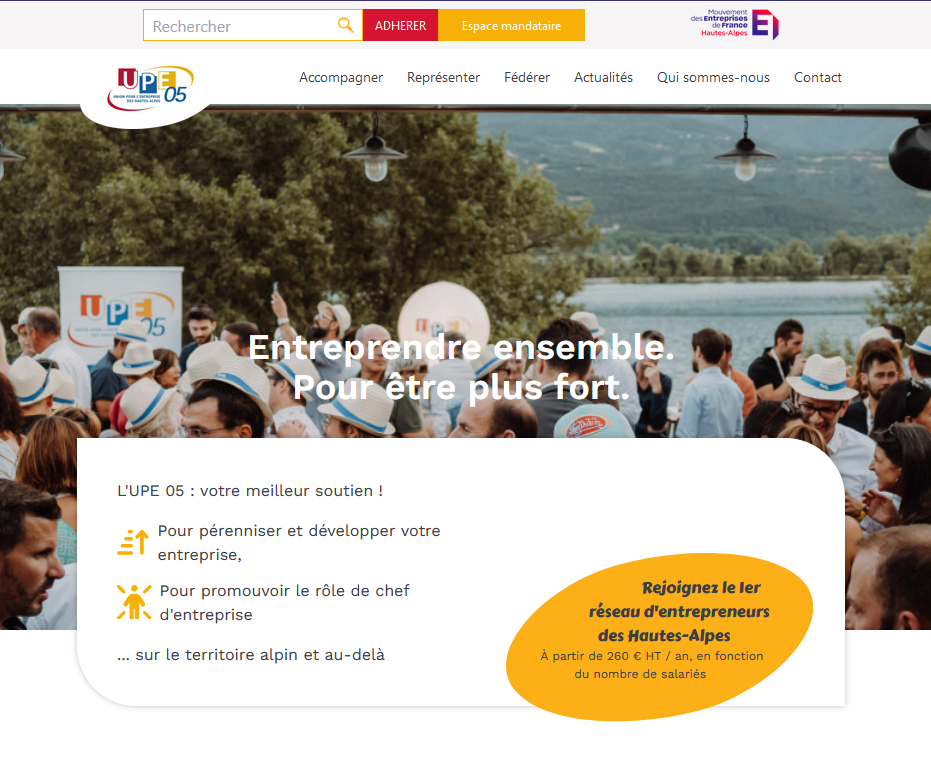 Rechercher
ADHERER
Espace mandataire
Mouvement
des Entreprises
de France
Hautes-Alpes
UPE 05
UNION POUR L'ENTREPRISE
DES HAUTES ALPES
Accompagner
Représenter
Fédérer
Actualités
Qui sommes-nous
Contact
UPE
05
UPE
Entreprendre ensemble.
Pour être plus fort.
L'UPE 05 : votre meilleur soutien !
Pour pérenniser et développer votre
entreprise,
Pour promouvoir le rôle de chef
d'entreprise
... sur le territoire alpin et au-delà
Rejoignez le 1er
réseau d'entrepreneurs
des Hautes-Alpes
À partir de 260 € HT / an, en fonction
du nombre de salariés